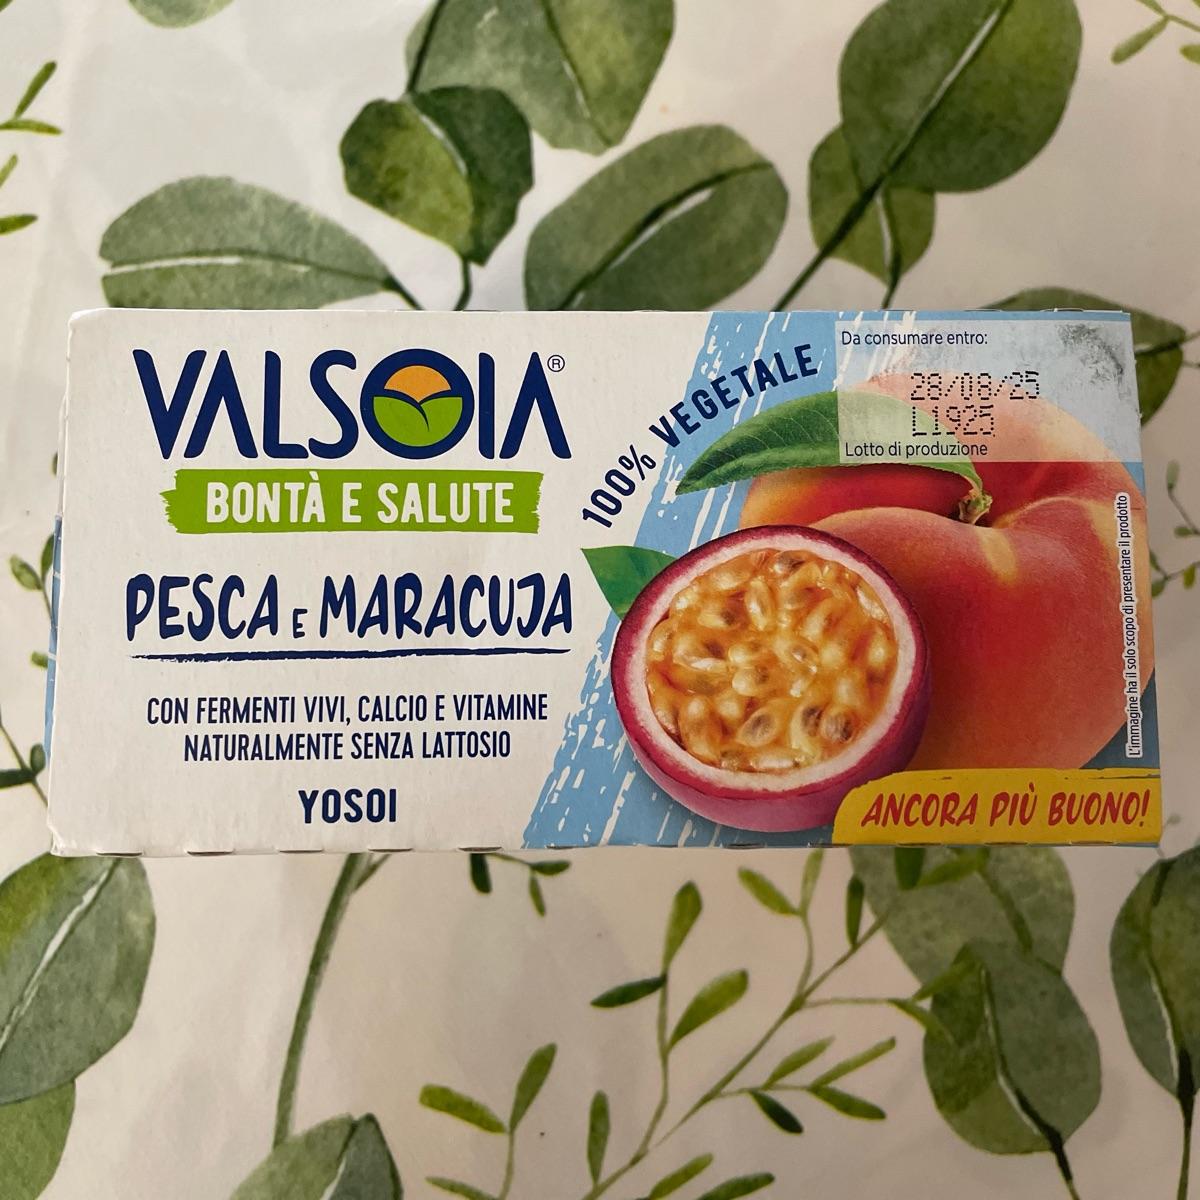 VALSOIA®
BONTÀ E SALUTE
PESCA E MARACUJA
CON FERMENTI VIVI, CALCIO E VITAMINE
NATURALMENTE SENZA LATTOSIO
YOSOI
100% VEGETALE
Da consumare entro:
28/08/25
L1925
Lotto di produzione
L'immagine ha il solo scopo di presentare il prodotto
ANCORA PIÙ BUONO!